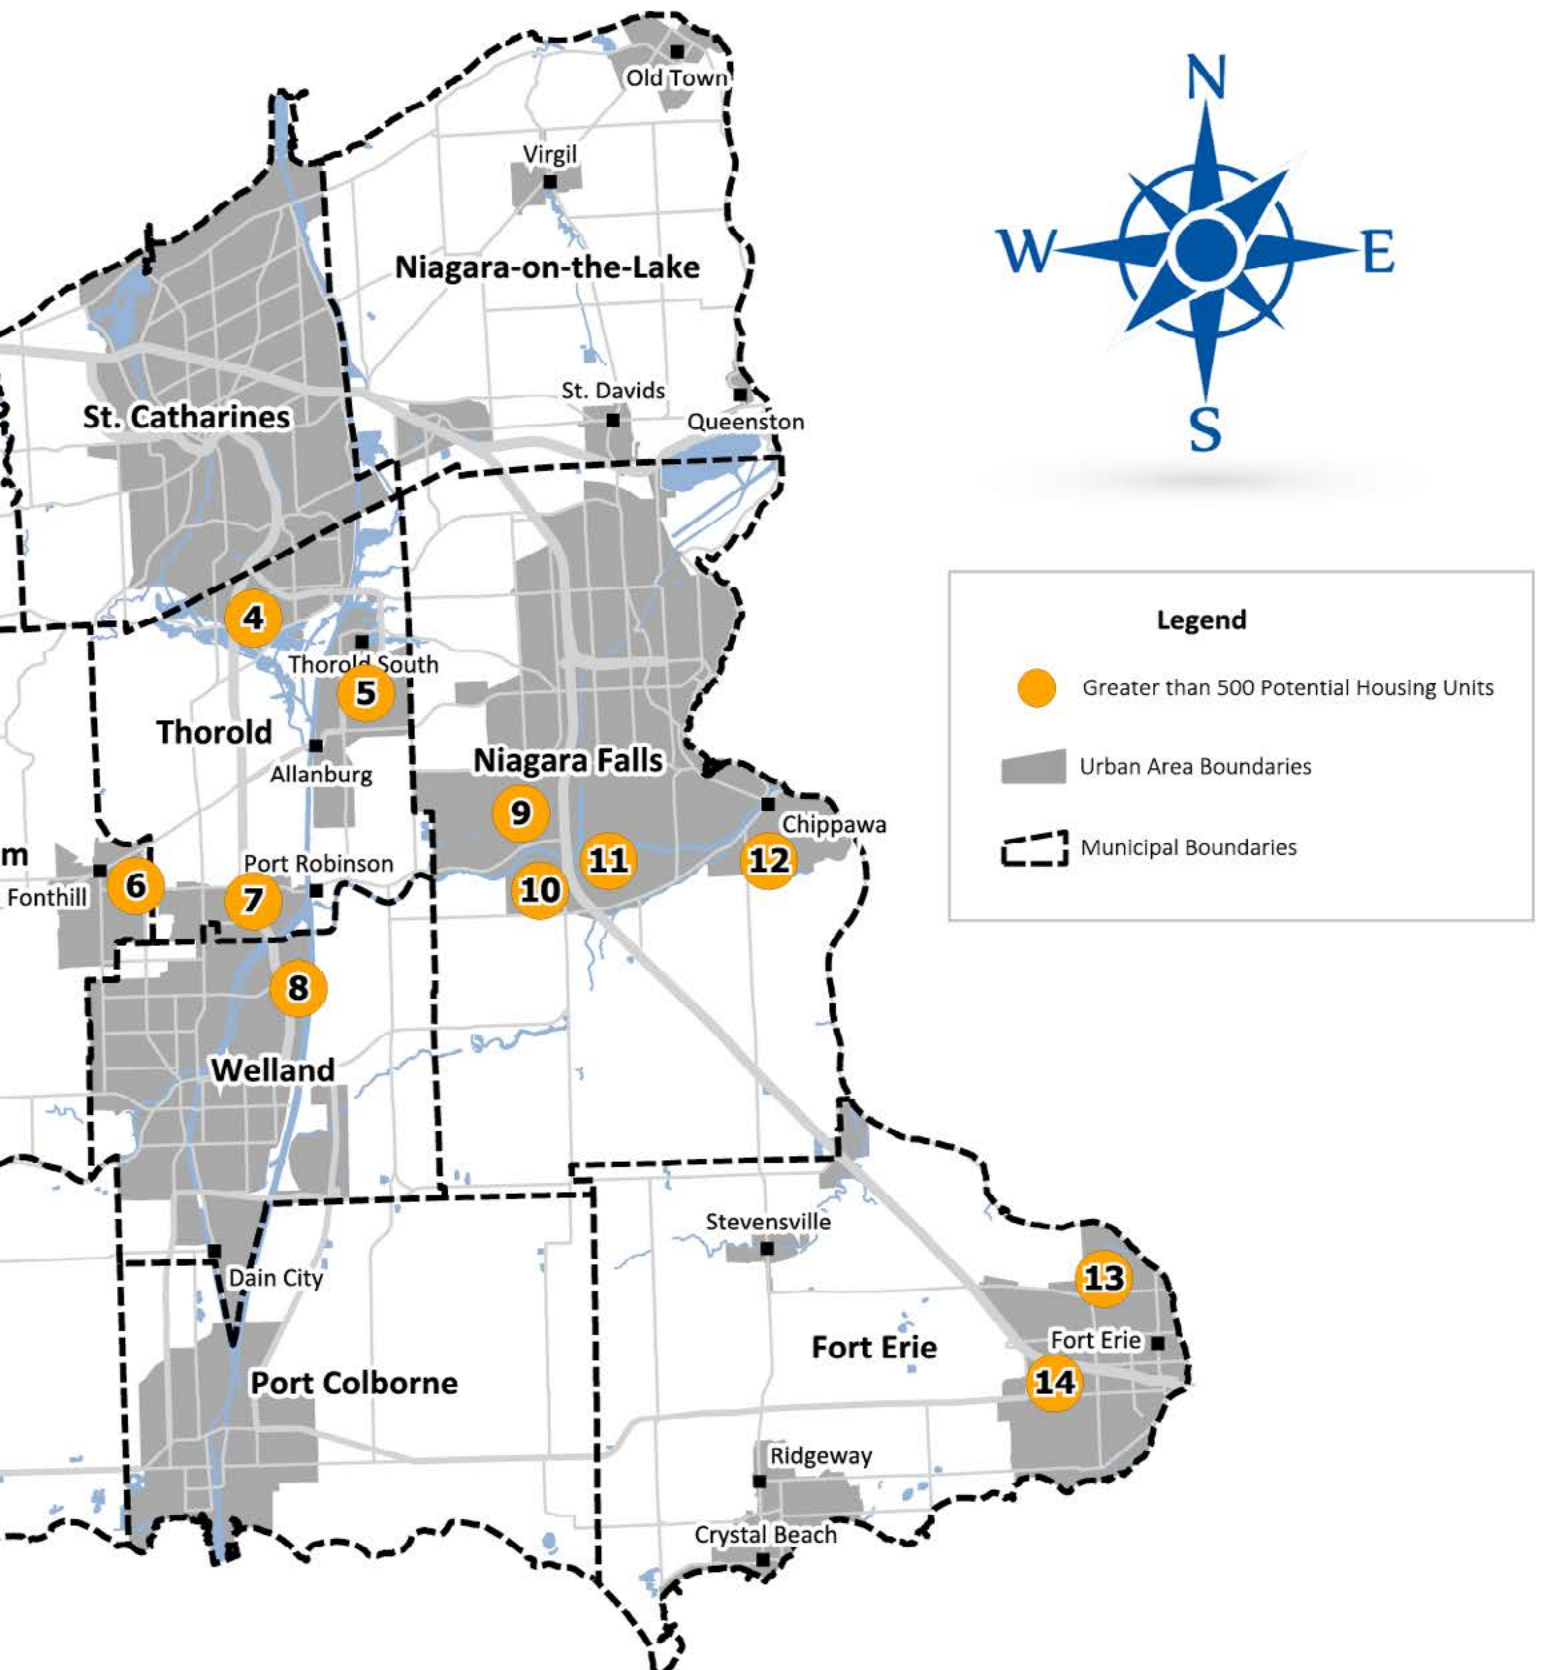 N
Old Town
Virgil
W
E
Niagara-on-the-Lake
St. Davids
St. Catharines
Queenston
S
4
Legend
Thorold South
5
Greater than 500 Potential Housing Units
Thorold
Niagara Falls
Urban Area Boundaries
Allanburg
9
Chippawa
Municipal Boundaries
m
Port Robinson
11
12
6
10
Fonthill
7
8
Welland
Stevensville
Dain City
13
Fort Erie
Fort Erie
Port Colborne
14
Ridgeway
Crystal Beach